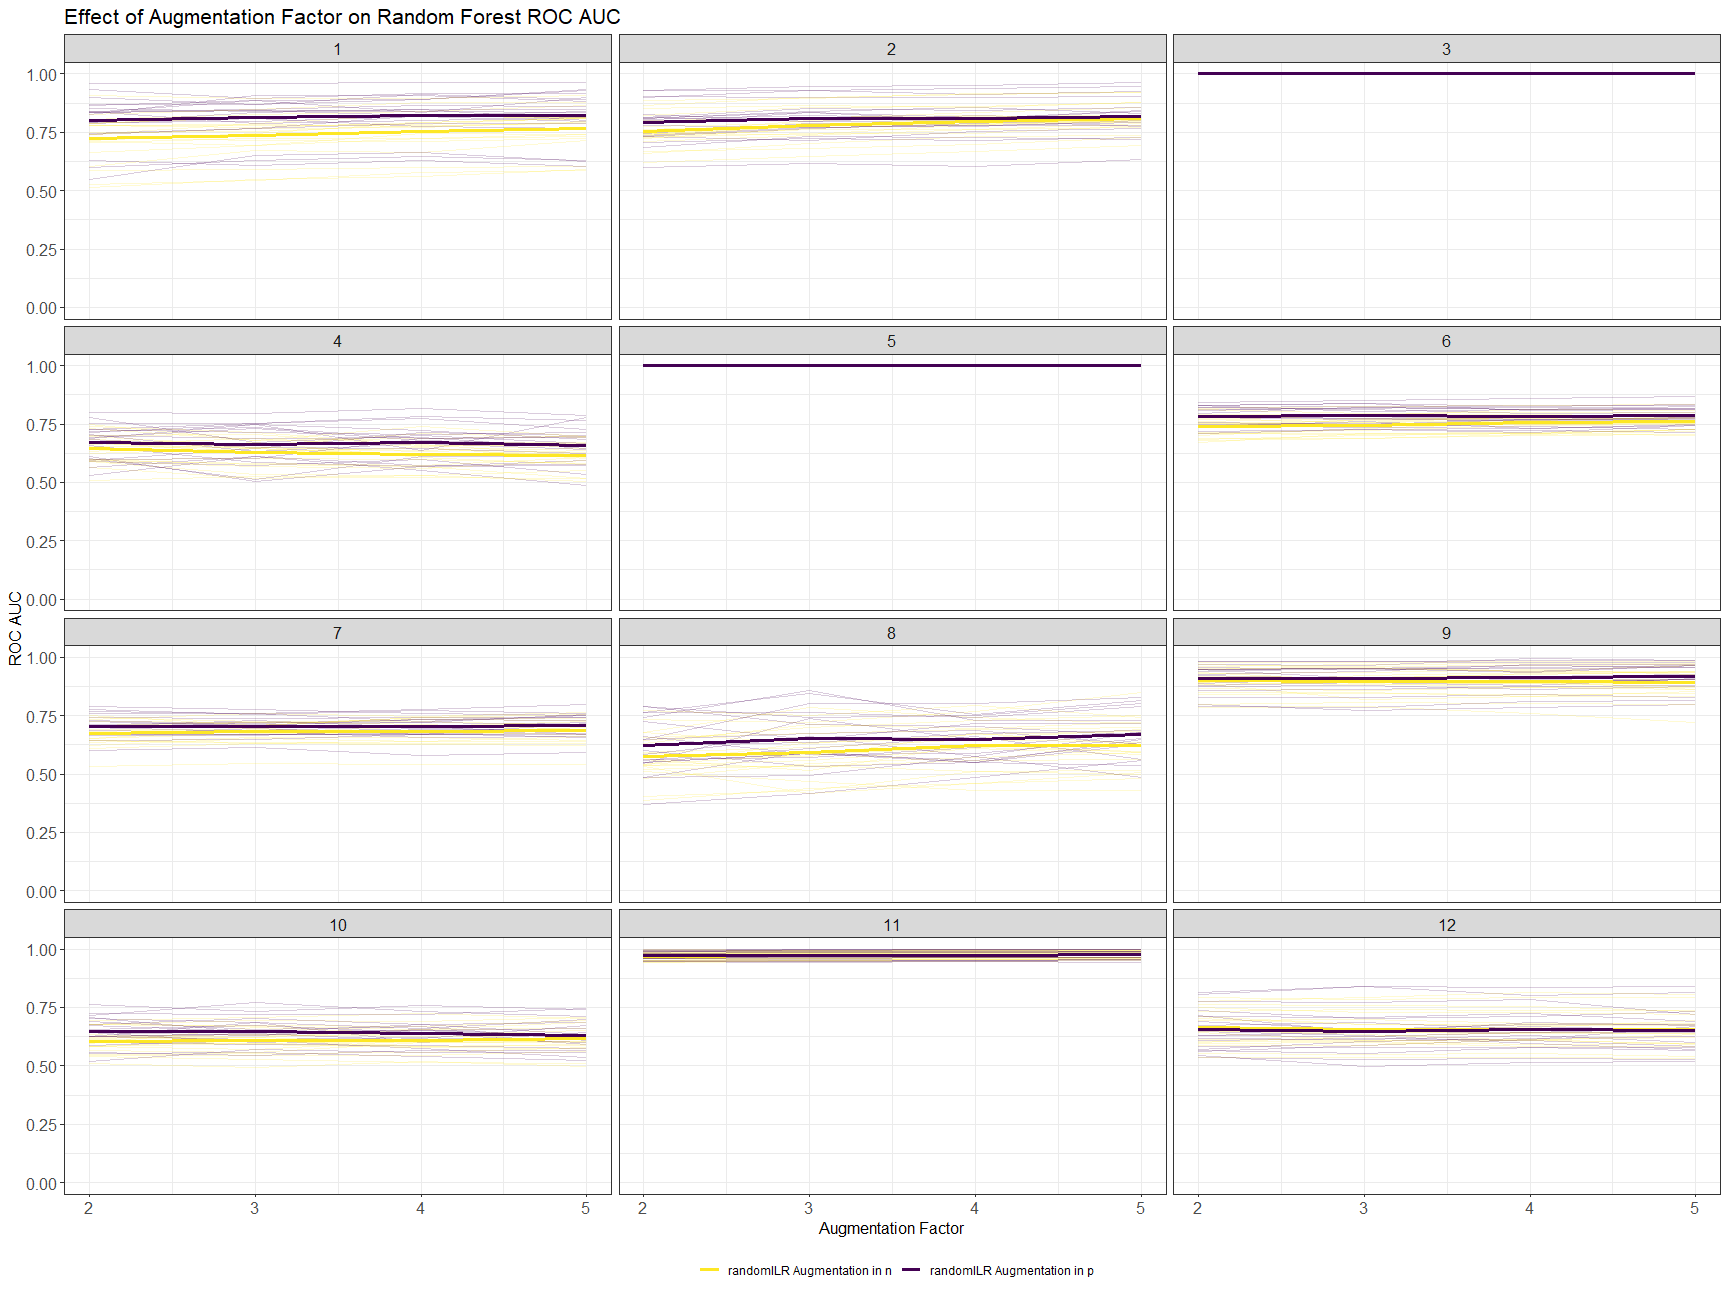 Effect of Augmentation Factor on Random Forest ROC AUC
1 2 3
1.00
0.75
0.50
0.25
0.00
4 5 6
1.00
0.75
0.50
0.25
0.00
ROC AUC
7 8 9
1.00
0.75
0.50
0.25
0.00
10 11 12
1.00
0.75
0.50
0.25
0.00
2 3 4 5 2 3 4 5 2 3 4 5
Augmentation Factor
randomILR Augmentation in n randomILR Augmentation in p